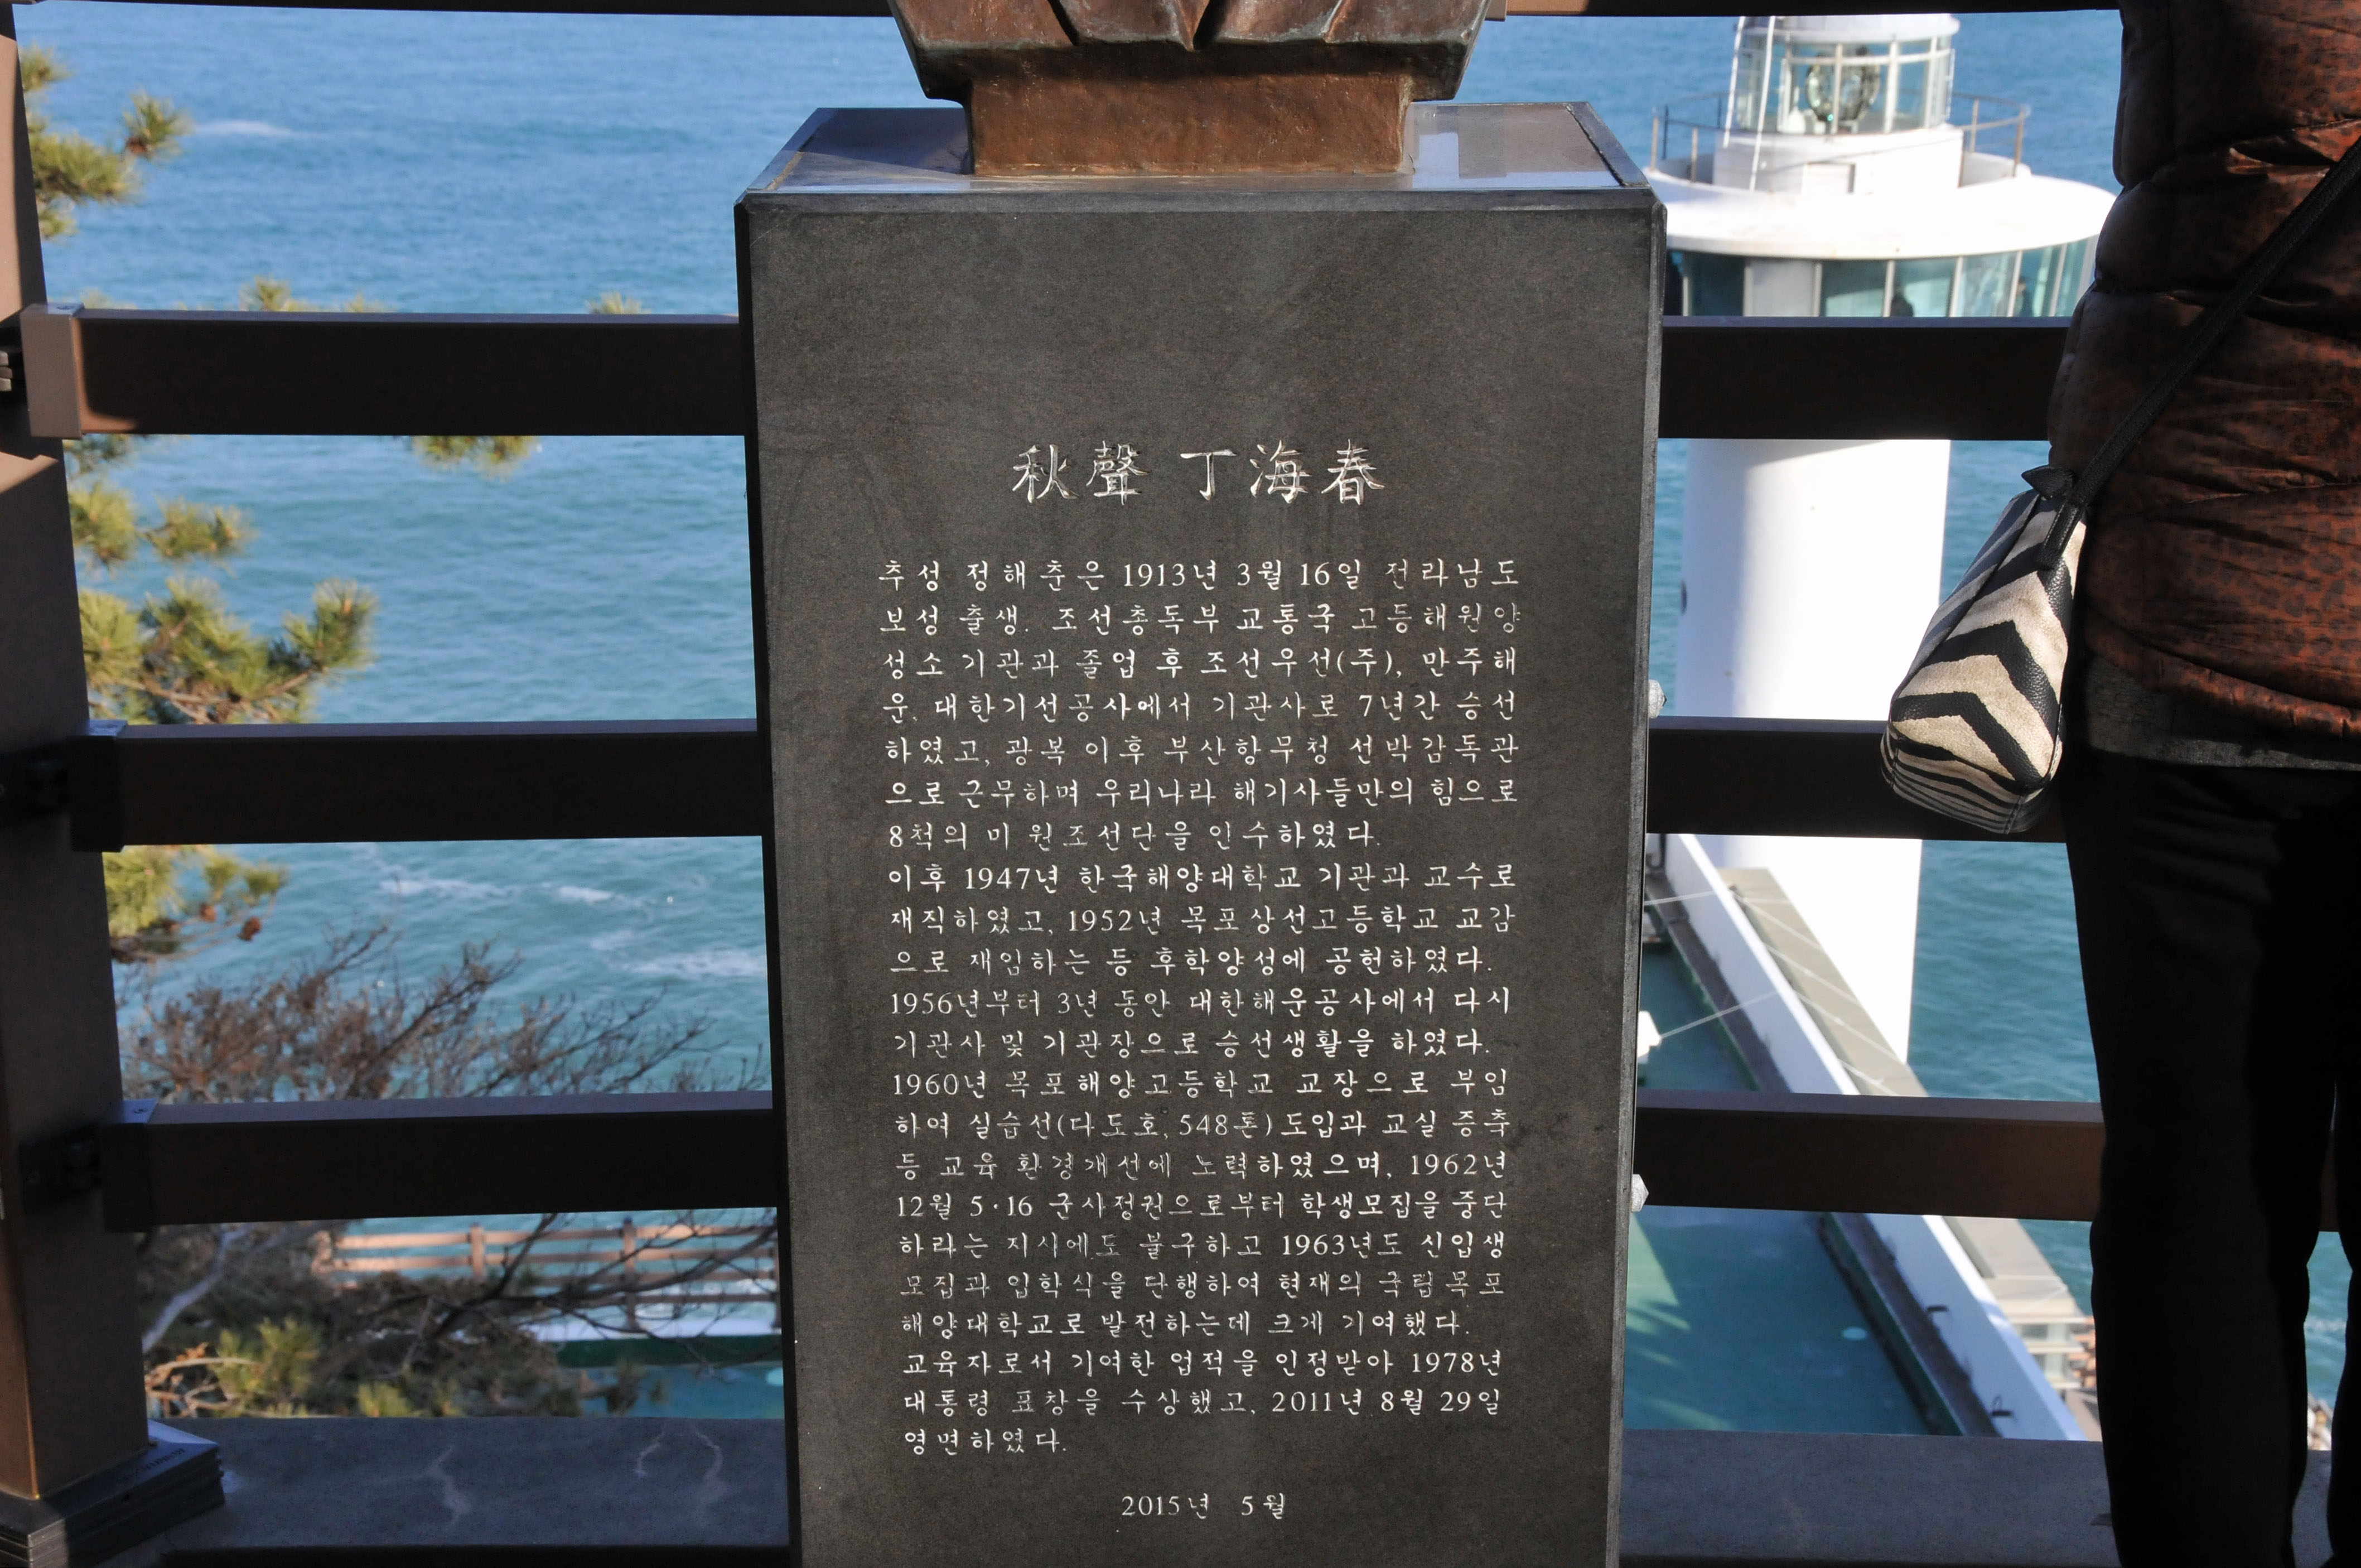 秋聲 丁海春
추성 정해춘은 1913년 3월 16일 전라남도
보성 출생. 조선총독부 교통국 고등해원양
성소 기관과 졸업 후 조선우선(주), 만주해
운, 대한기선공사에서 기관사로 7년간 승선
하였고, 광복 이후 부산항무청 선박감독관
으로 근무하며 우리나라 해기사들만의 힘으로
8척의 미 원조선단을 인수하였다.
이후 1947년 한국해양대학교 기관과 교수로
재직하였고, 1952년 목포상선고등학교 교감
으로 재임하는 등 후학양성에 공헌하였다.
1956년부터 3년 동안 대한해운공사에서 다시
기관사 및 기관장으로 승선생활을 하였다.
1960년 목포해양고등학교 교장으로 부임
하여 실습선(다도호, 548톤)도입과 교실 증축
등 교육 환경개선에 노력하였으며, 1962년
12월 5·16 군사정권으로부터 학생모집을 중단
하라는 지시에도 불구하고 1963년도 신입생
모집과 입학식을 단행하여 현재의 국립목포
해양대학교로 발전하는데 크게 기여했다.
교육자로서 기여한 업적을 인정받아 1978년
대통령 표창을 수상했고, 2011년 8월 29일
영면하였다.
2015년 5월